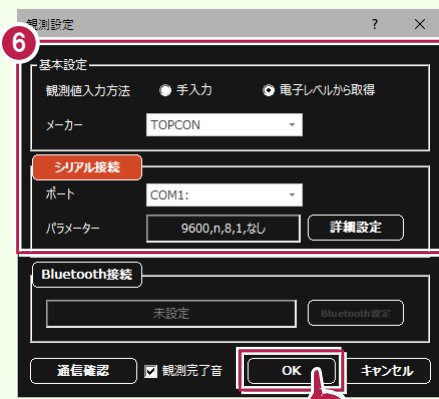 観測設定 ? ×
6
基本設定
観測値入力方法 手入力 電子レベルから取得
メーカー TOPCON
シリアル接続
ポート COM1:
パラメーター 9600,n,8,1,なし 詳細設定
Bluetooth接続
未設定 Bluetooth設定
通信確認 観測完了音 OK キャンセル